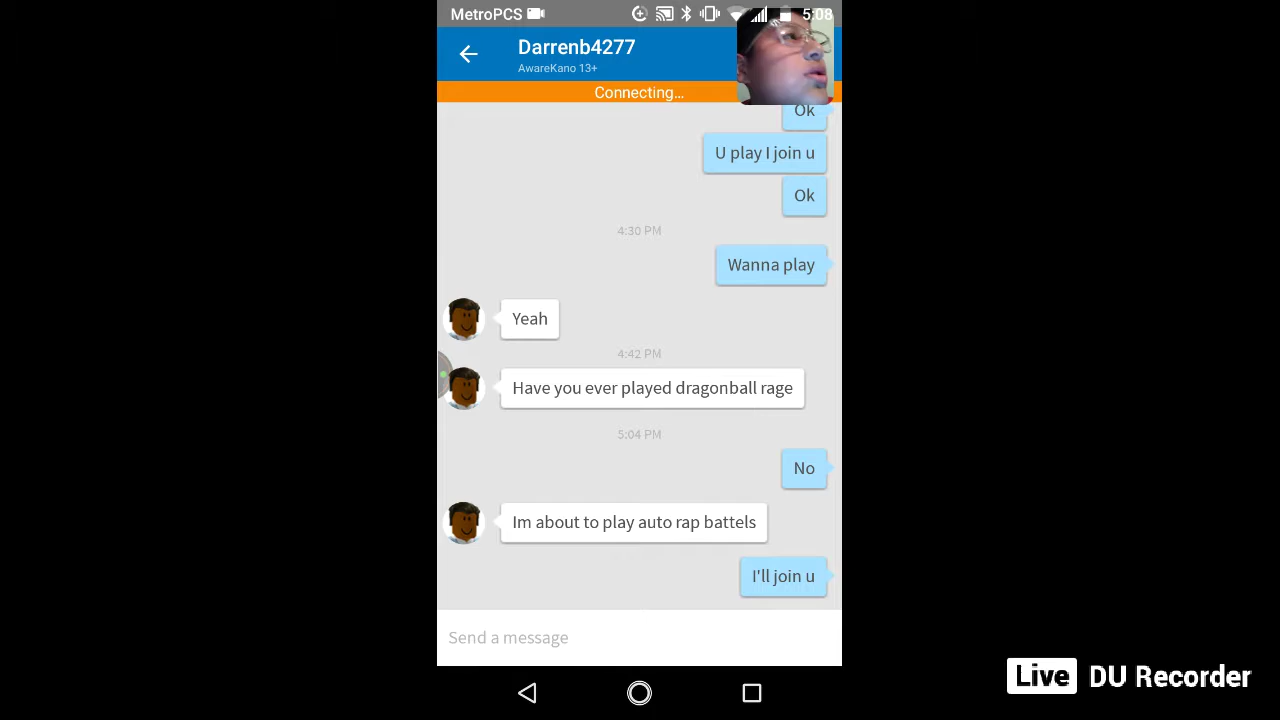 MetroPCS
5:08
Darrenb4277
AwareKano 13+
Connecting...
Ok
U play I join u
Ok
4:30 PM
Wanna play
Yeah
4:42 PM
Have you ever played dragonball rage
5:04 PM
No
Im about to play auto rap battels
I'll join u
Send a message
Live DU Recorder